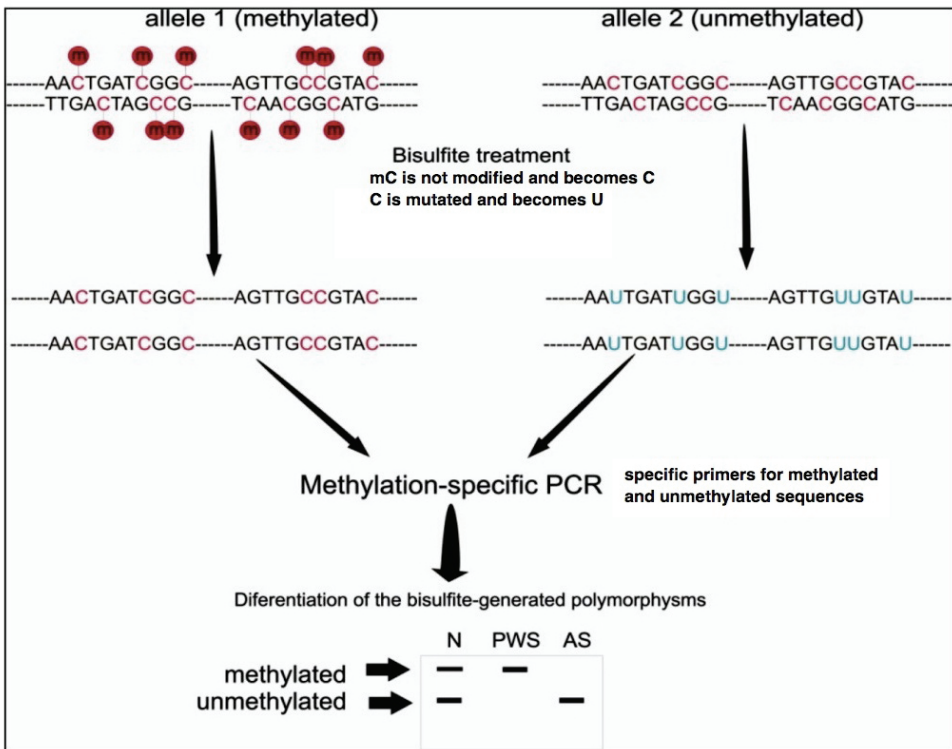 allele 1 (methylated) allele 2 (unmethylated)
m m m m m m
------AACTGATCGGC------AGTTGCCGTAC------ ------AACTGATCGGC------AGTTGCCGTAC------
------TTGACTAGCCG------TCAACGGCATG------ ------TTGACTAGCCG------TCAACGGCATG------
m m m m m m
Bisulfite treatment
mC is not modified and becomes C
C is mutated and becomes U
------AACTGATCGGC------AGTTGCCGTAC------ ------AAUTGATUGGU------AGTTGUUGTAU------
------AACTGATCGGC------AGTTGCCGTAC------ ------AAUTGATUGGU------AGTTGUUGTAU------
Methylation-specific PCR
specific primers for methylated
and unmethylated sequences
Diferentiation of the bisulfite-generated polymorphysms
N PWS AS
methylated
unmethylated